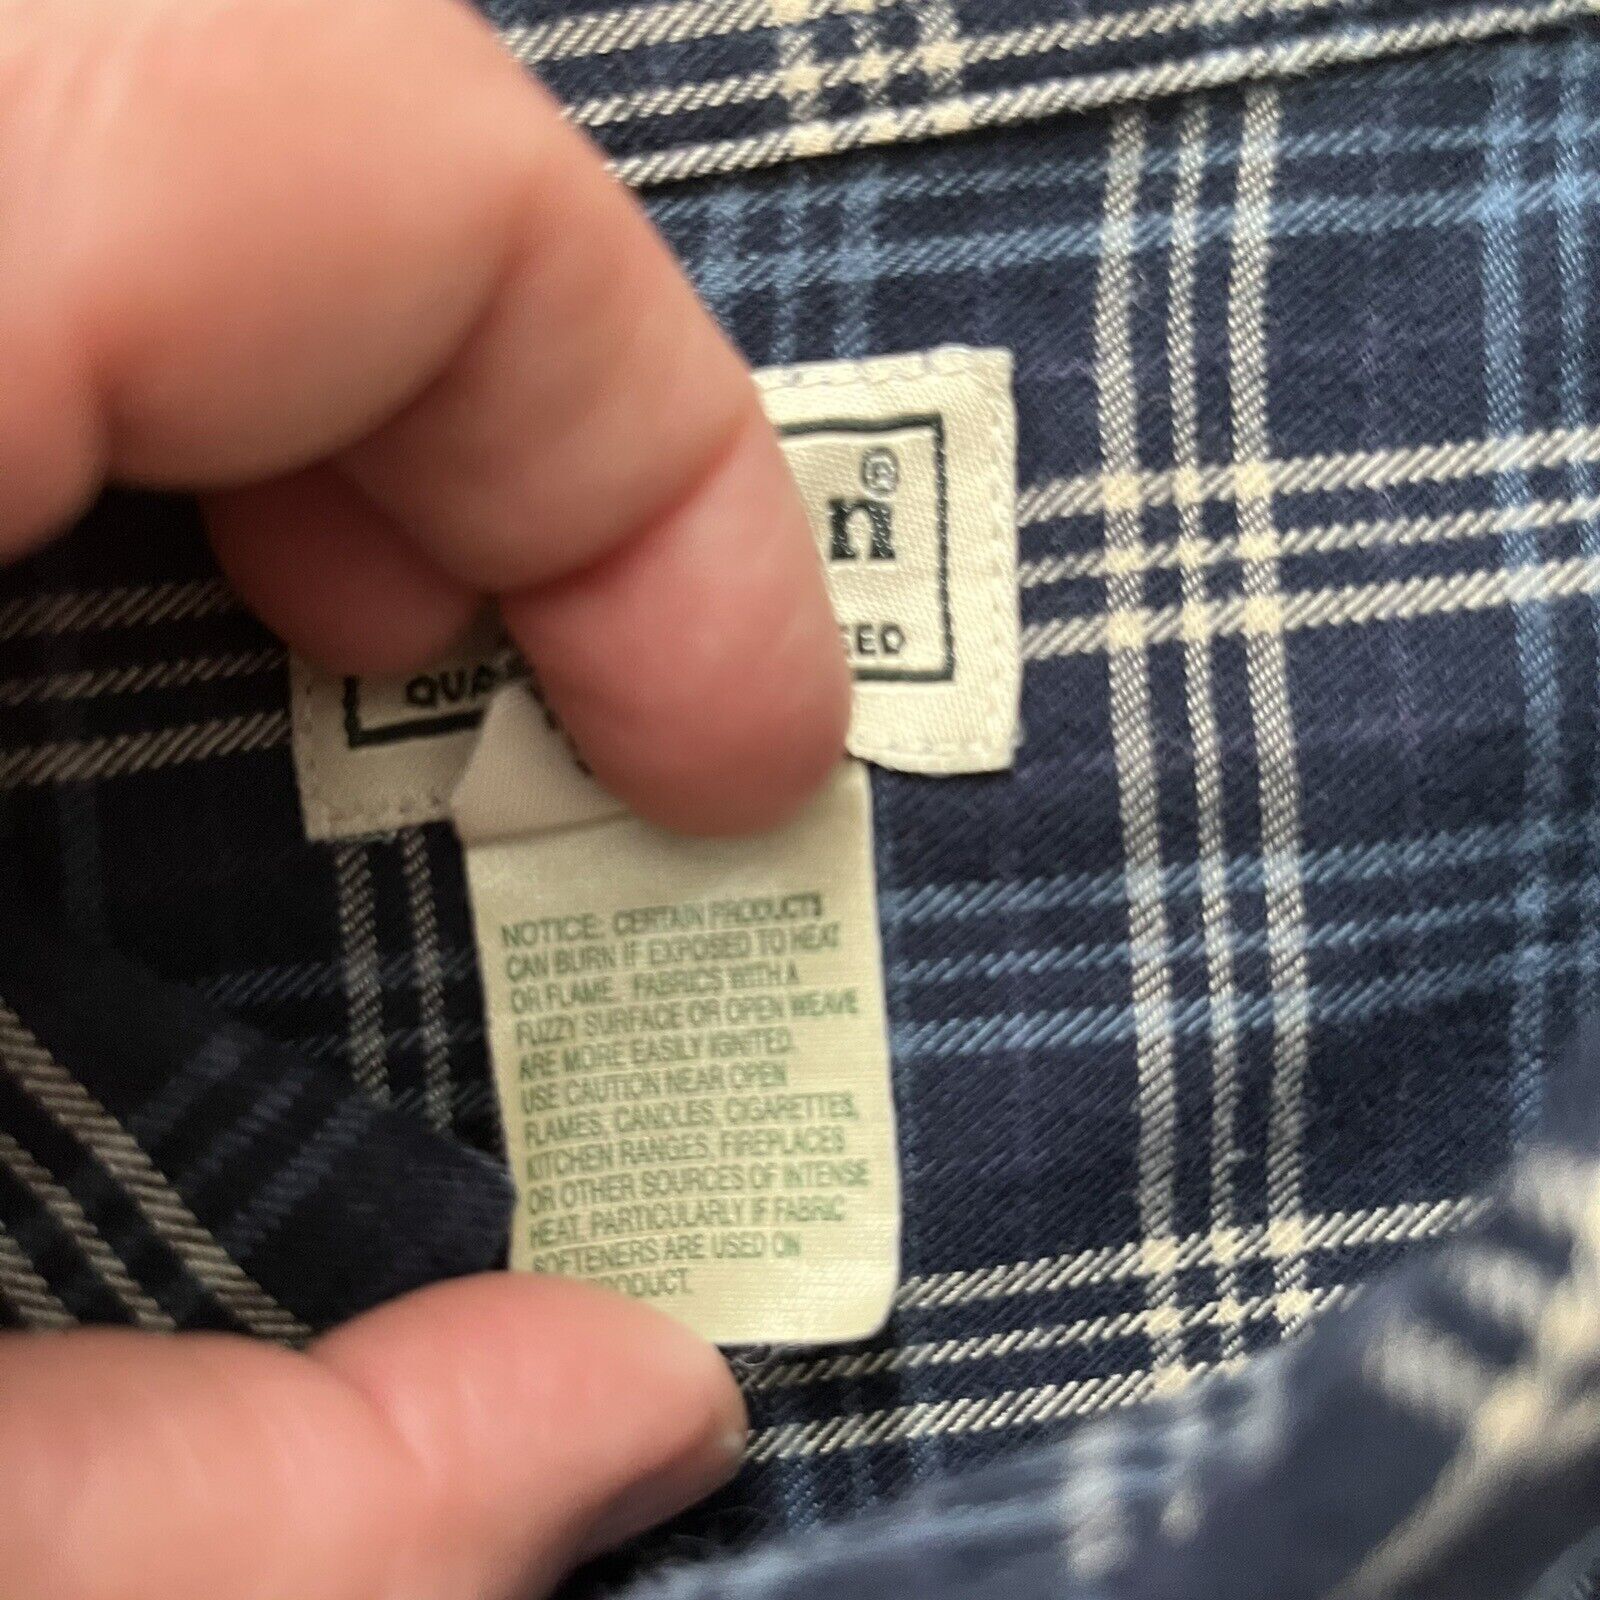 n®
QUA EED
NOTICE: CERTAIN PRODUCTS
CAN BURN IF EXPOSED TO HEAT
OR FLAME. FABRICS WITH A
FUZZY SURFACE OR OPEN WEAVE
ARE MORE EASILY IGNITED.
USE CAUTION NEAR OPEN
FLAMES, CANDLES, CIGARETTES,
KITCHEN RANGES, FIREPLACES
OR OTHER SOURCES OF INTENSE
HEAT, PARTICULARLY IF FABRIC
SOFTENERS ARE USED ON
ODUCT.